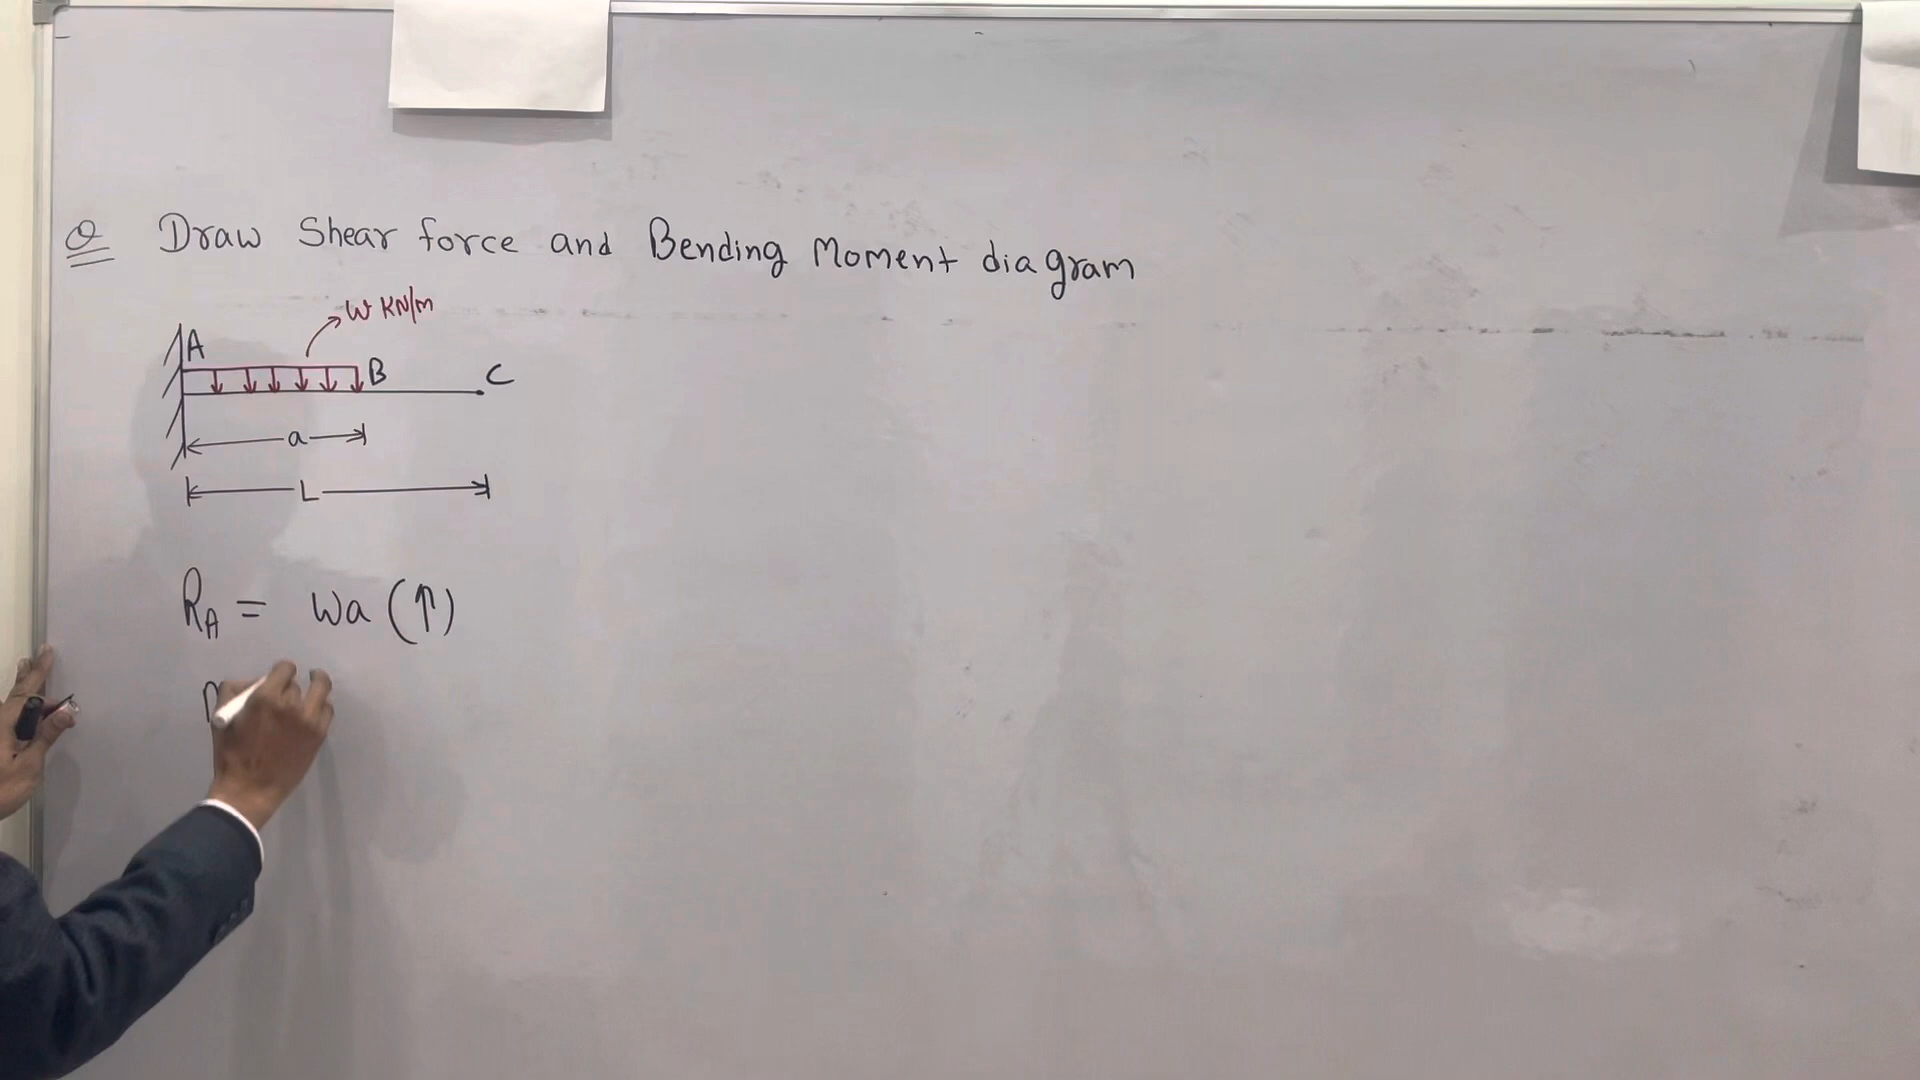 Q Draw Shear force and Bending Moment diagram
W KN/m
A
B
C
a
L
R_A = Wa (↑)